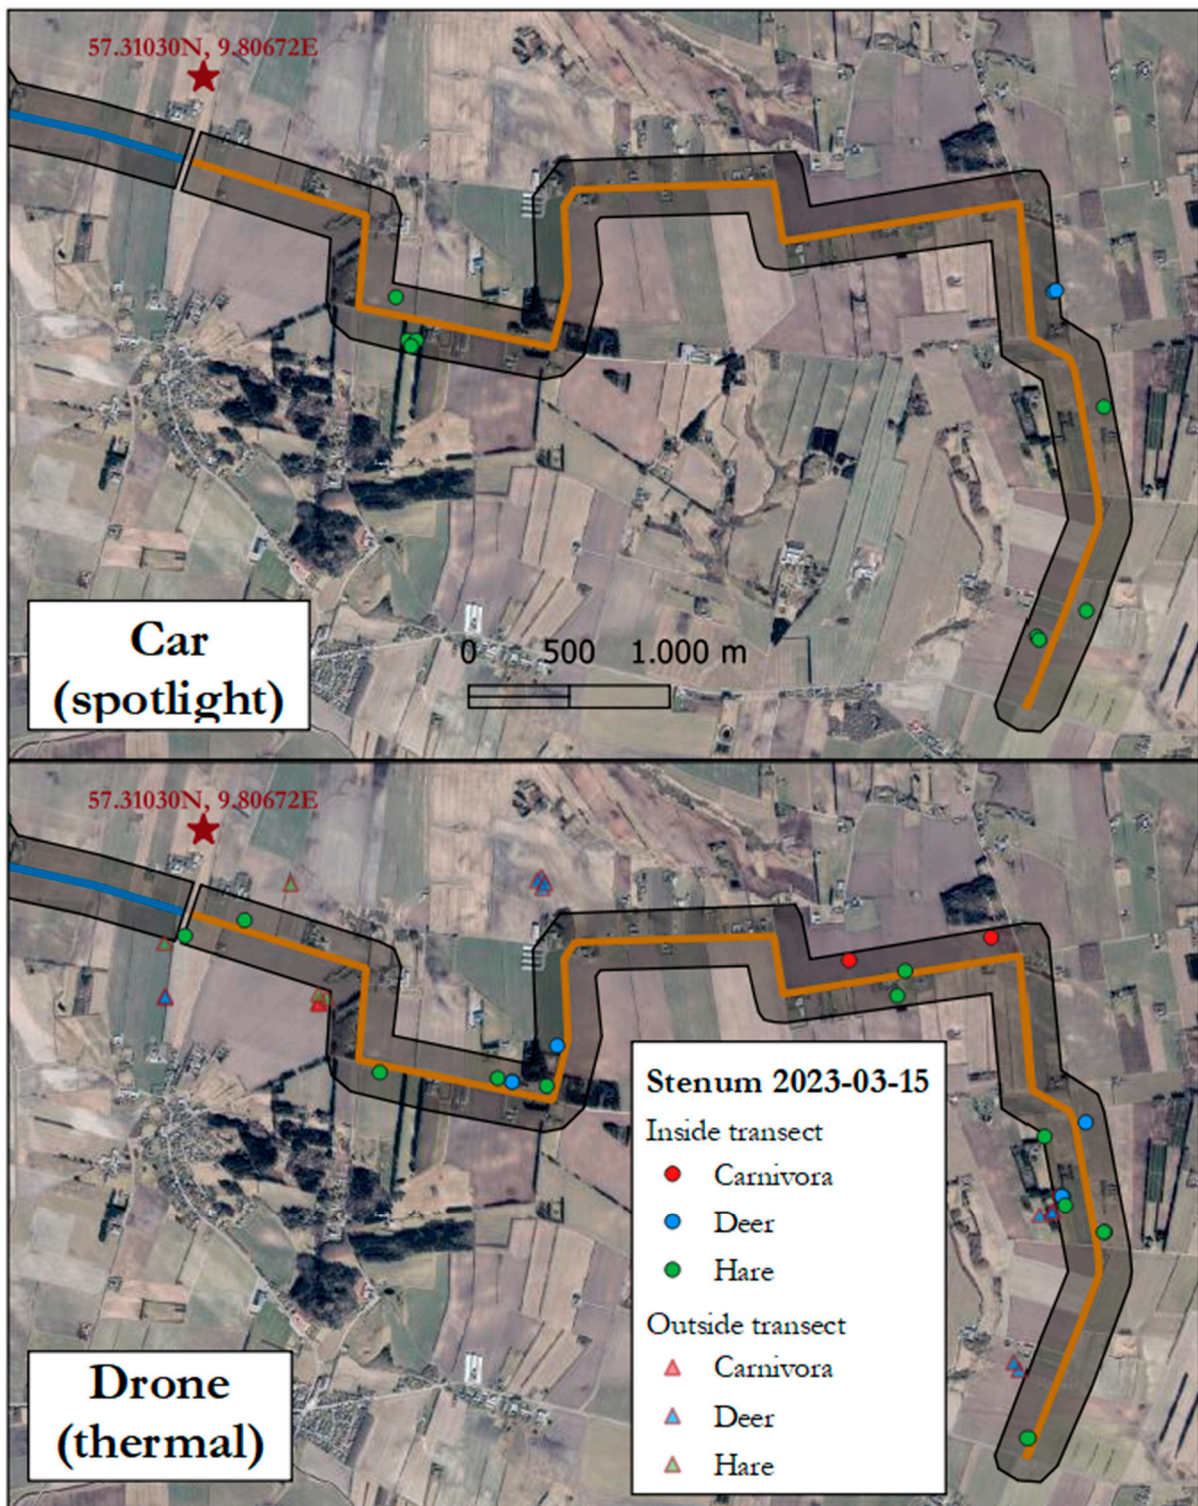 57.31030N, 9.80672E
Car
(spotlight)
0 500 1.000 m
57.31030N, 9.80672E
Stenum 2023-03-15
Inside transect
Carnivora
Deer
Hare
Outside transect
Carnivora
Deer
Hare
Drone
(thermal)